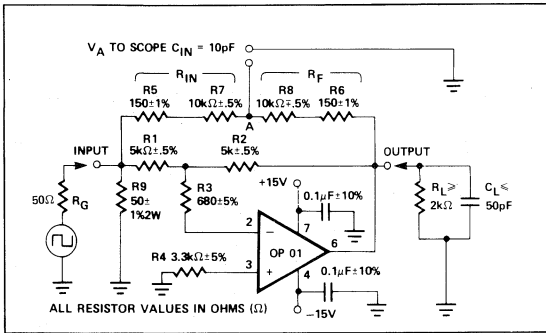 V_A TO SCOPE C_IN = 10pF
R_IN
R_F
R5
150±1%
R7
10kΩ±.5%
R8
10kΩ∓.5%
R6
150±1%
A
INPUT
R1
5kΩ±.5%
R2
5k±.5%
OUTPUT
50Ω
R_G
R9
50±
1%2W
R3
680±5%
+15V
0.1µF±10%
R_L≥
2kΩ
C_L≤
50pF
2
−
7
OP 01
6
R4 3.3kΩ±5%
3
+
4
0.1µF±10%
−15V
ALL RESISTOR VALUES IN OHMS (Ω)